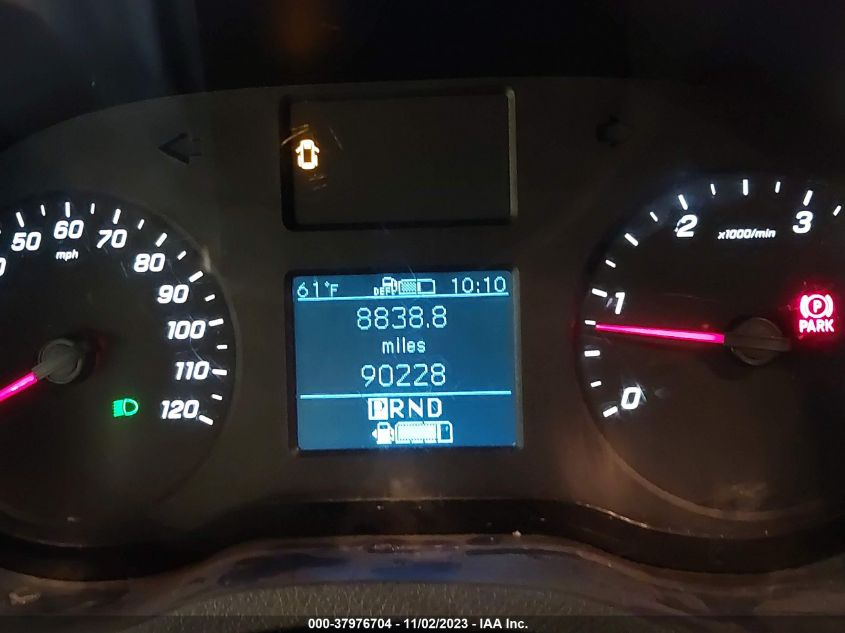 61°F DEF 10:10
8838.8
miles
90228
PRND
50 60 70 80 90 100 110 120
mph
0 1 2 3
x1000/min
P
PARK
000-37976704 - 11/02/2023 - IAA Inc.